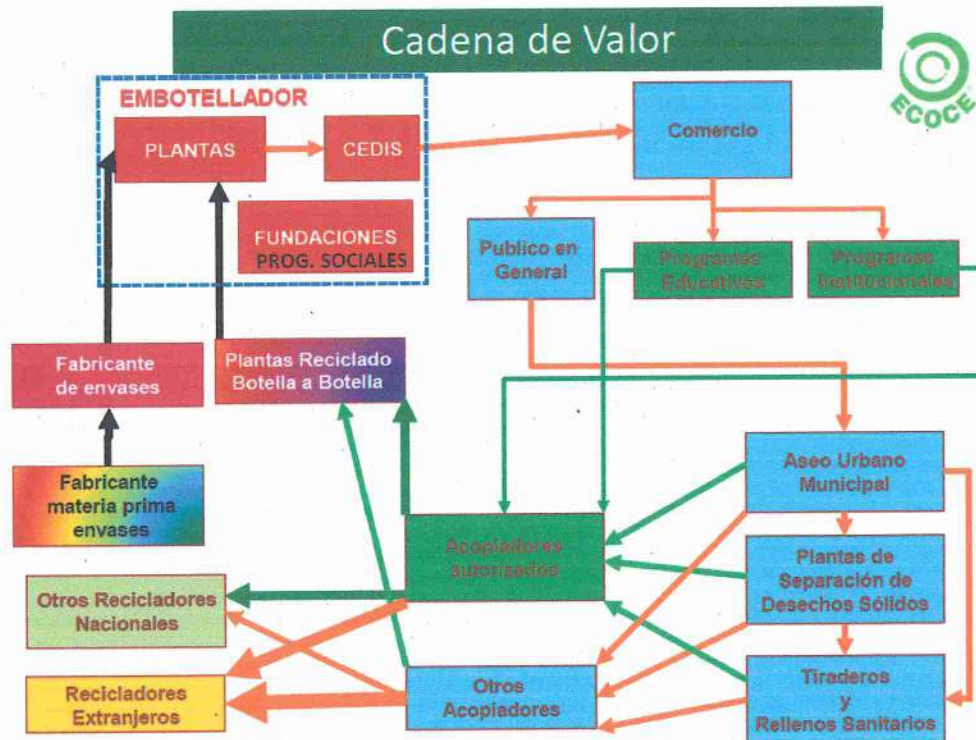 Cadena de Valor
ECOCE
EMBOTELLADOR
PLANTAS
CEDIS
Comercio
FUNDACIONES
PROG. SOCIALES
Publico en
General
Programas
Educativos
Programas
Institucionales
Fabricante
de envases
Plantas Reciclado
Botella a Botella
Fabricante
materia prima
envases
Aseo Urbano
Municipal
Acopiadores
autorizados
Plantas de
Separación de
Desechos Sólidos
Otros Recicladores
Nacionales
Recicladores
Extranjeros
Otros
Acopiadores
Tiraderos
y
Rellenos Sanitarios